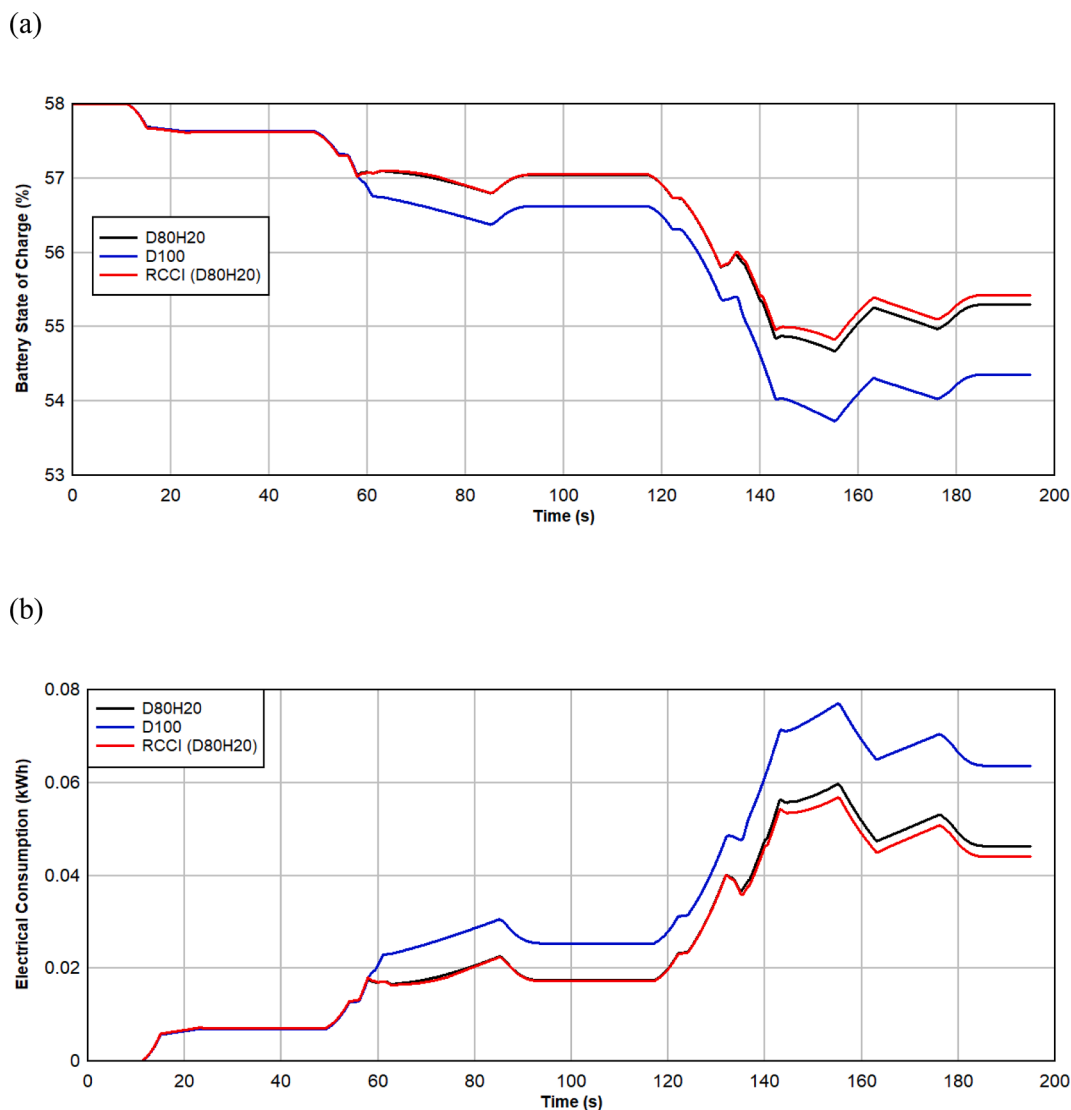 (a)
58
57
56
55
54
53
Battery State of Charge (%)
D80H20
D100
RCCI (D80H20)
0 20 40 60 80 100 120 140 160 180 200
Time (s)
(b)
0.08
0.06
0.04
0.02
0
Electrical Consumption (kWh)
D80H20
D100
RCCI (D80H20)
0 20 40 60 80 100 120 140 160 180 200
Time (s)